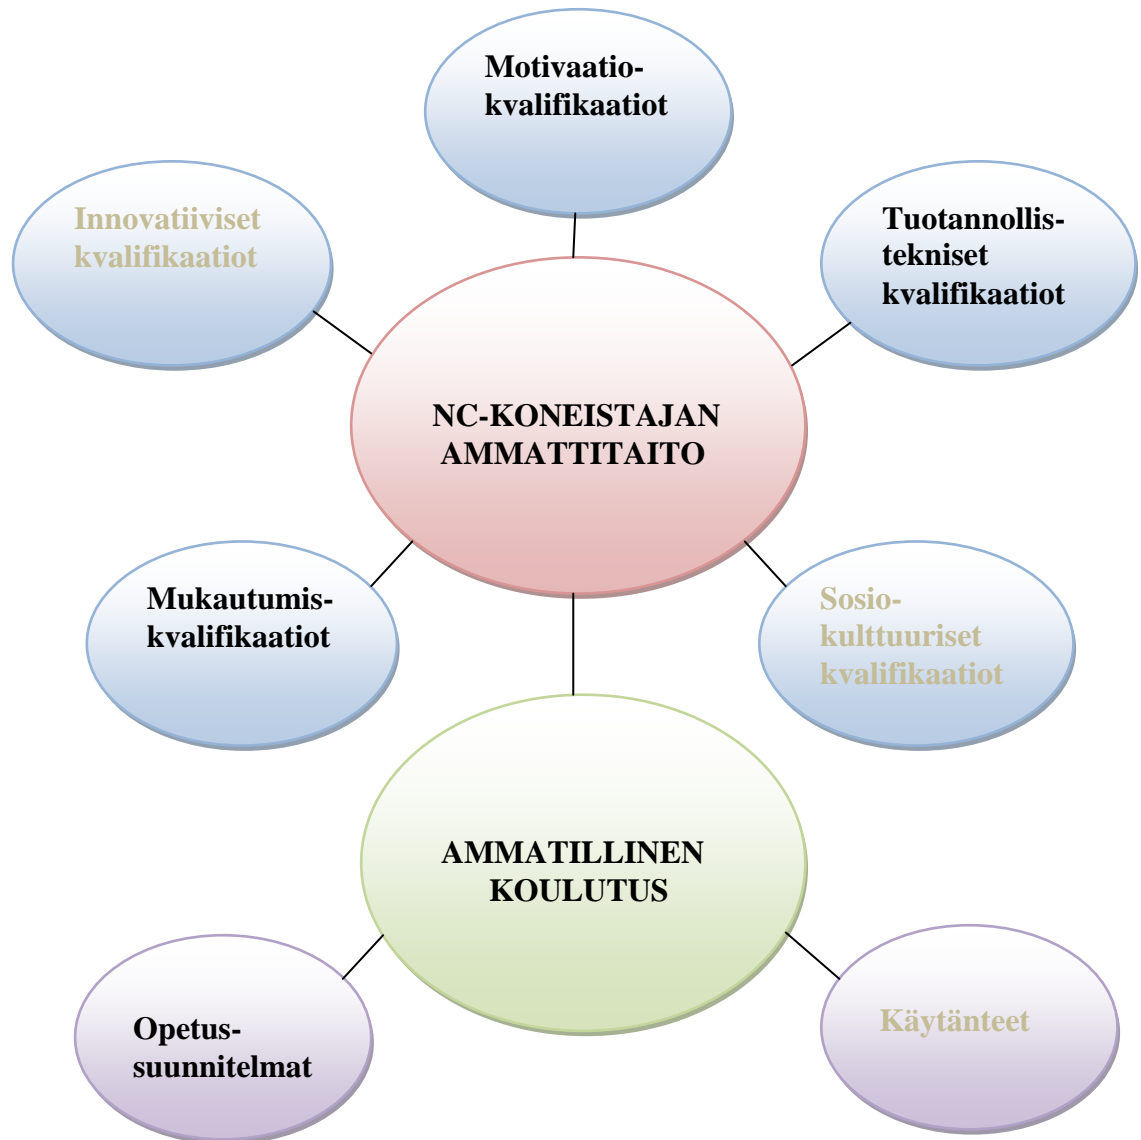 Motivaatio-
kvalifikaatiot
Innovatiiviset
kvalifikaatiot
Tuotannollis-
tekniset
kvalifikaatiot
NC-KONEISTAJAN
AMMATTITAITO
Mukautumis-
kvalifikaatiot
Sosio-
kulttuuriset
kvalifikaatiot
AMMATILLINEN
KOULUTUS
Opetus-
suunnitelmat
Käytänteet